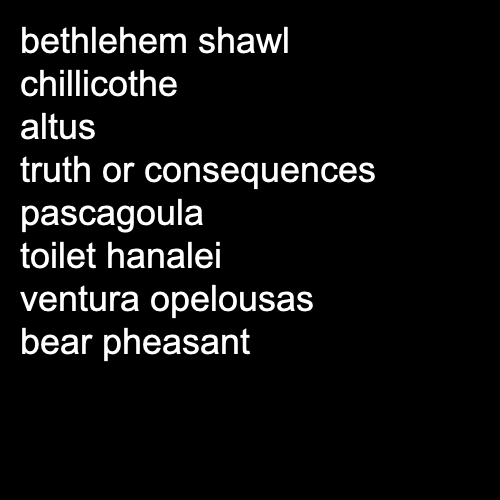 bethlehem shawl
chillicothe
altus
truth or consequences
pascagoula
toilet hanalei
ventura opelousas
bear pheasant